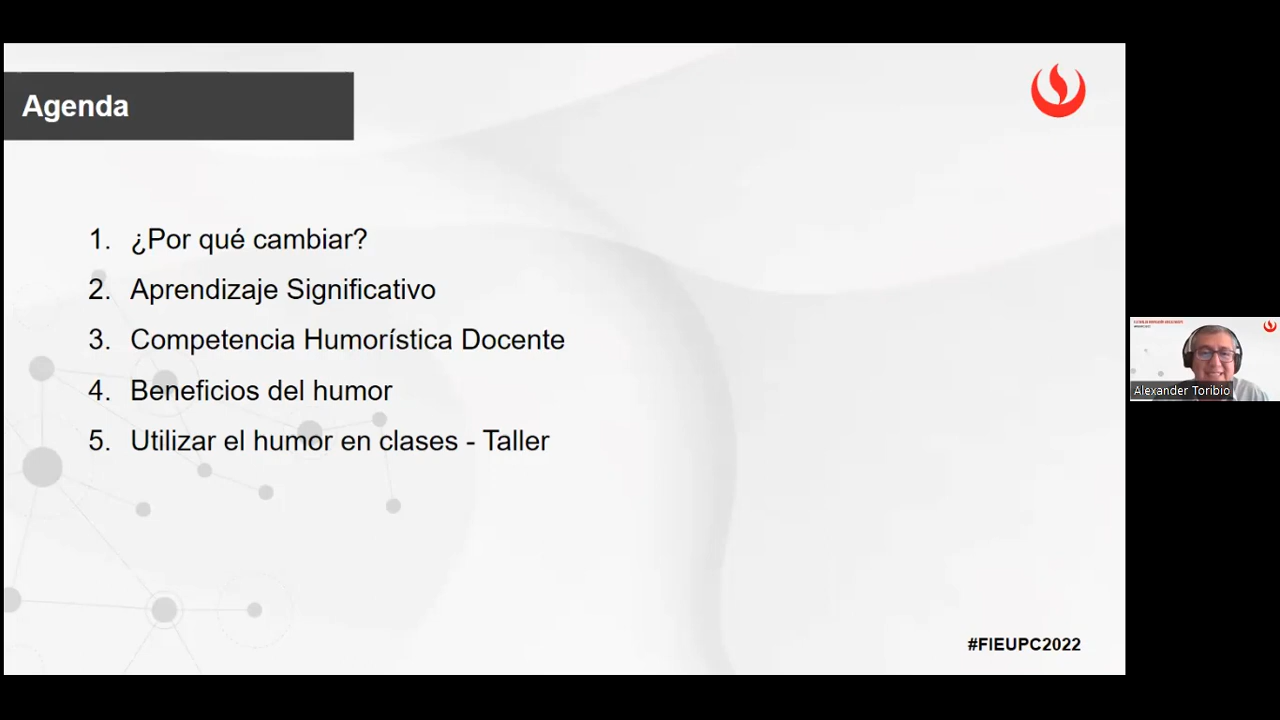 Agenda
1. ¿Por qué cambiar?
2. Aprendizaje Significativo
3. Competencia Humorística Docente
4. Beneficios del humor
5. Utilizar el humor en clases - Taller
#FIEUPC2022
Alexander Toribio